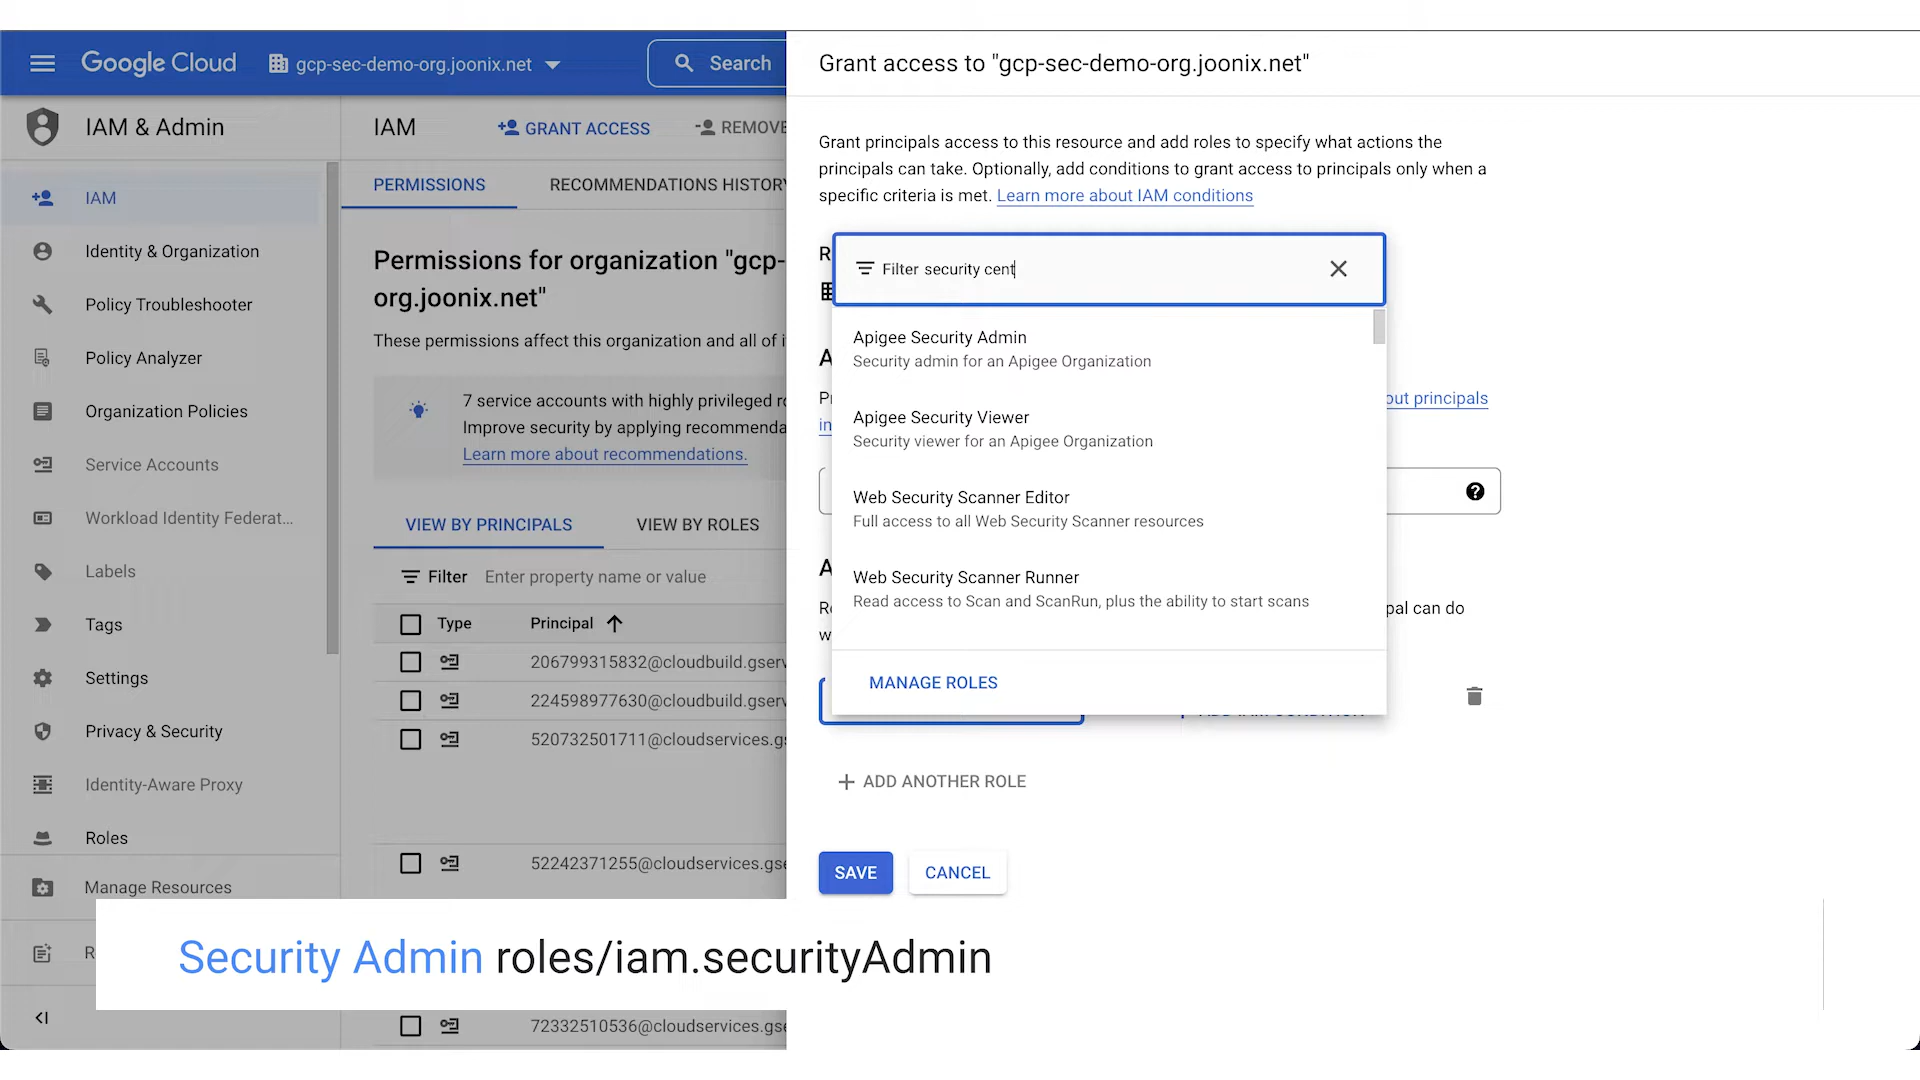 Google Cloud
gcp-sec-demo-org.joonix.net
Search
IAM & Admin
IAM
Identity & Organization
Policy Troubleshooter
Policy Analyzer
Organization Policies
Service Accounts
Workload Identity Federat...
Labels
Tags
Settings
Privacy & Security
Identity-Aware Proxy
Roles
Manage Resources
IAM
GRANT ACCESS
REMOVE
PERMISSIONS
RECOMMENDATIONS HISTORY
Permissions for organization "gcp-
org.joonix.net"
These permissions affect this organization and all of i
7 service accounts with highly privileged r
Improve security by applying recommenda
Learn more about recommendations.
VIEW BY PRINCIPALS
VIEW BY ROLES
Filter Enter property name or value
Type Principal
206799315832@cloudbuild.gserv
224598977630@cloudbuild.gserv
520732501711@cloudservices.g
52242371255@cloudservices.gse
72332510536@cloudservices.gse
Grant access to "gcp-sec-demo-org.joonix.net"
Grant principals access to this resource and add roles to specify what actions the
principals can take. Optionally, add conditions to grant access to principals only when a
specific criteria is met. Learn more about IAM conditions
Filter security cent
Apigee Security Admin
Security admin for an Apigee Organization
Apigee Security Viewer
Security viewer for an Apigee Organization
Web Security Scanner Editor
Full access to all Web Security Scanner resources
Web Security Scanner Runner
Read access to Scan and ScanRun, plus the ability to start scans
MANAGE ROLES
out principals
in
pal can do
w
ADD IAM CONDITION
ADD ANOTHER ROLE
SAVE
CANCEL
Security Admin roles/iam.securityAdmin